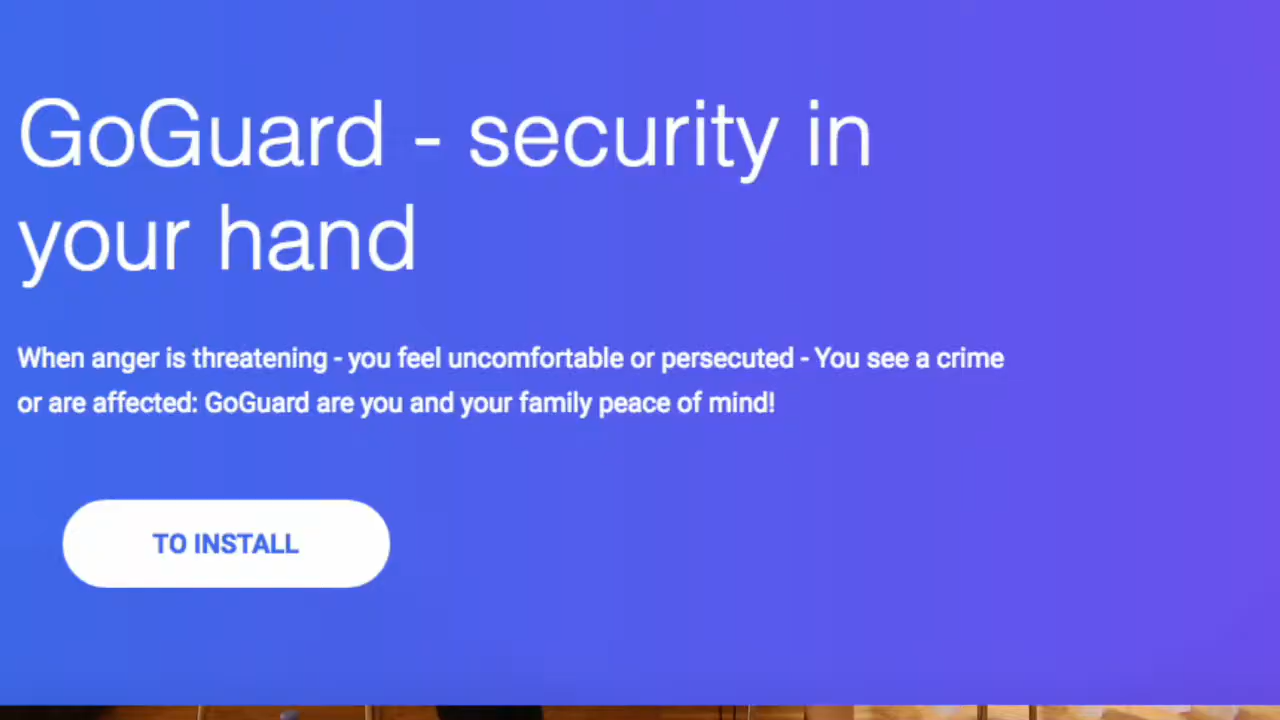 GoGuard - security in
your hand
When anger is threatening - you feel uncomfortable or persecuted - You see a crime
or are affected: GoGuard are you and your family peace of mind!
TO INSTALL